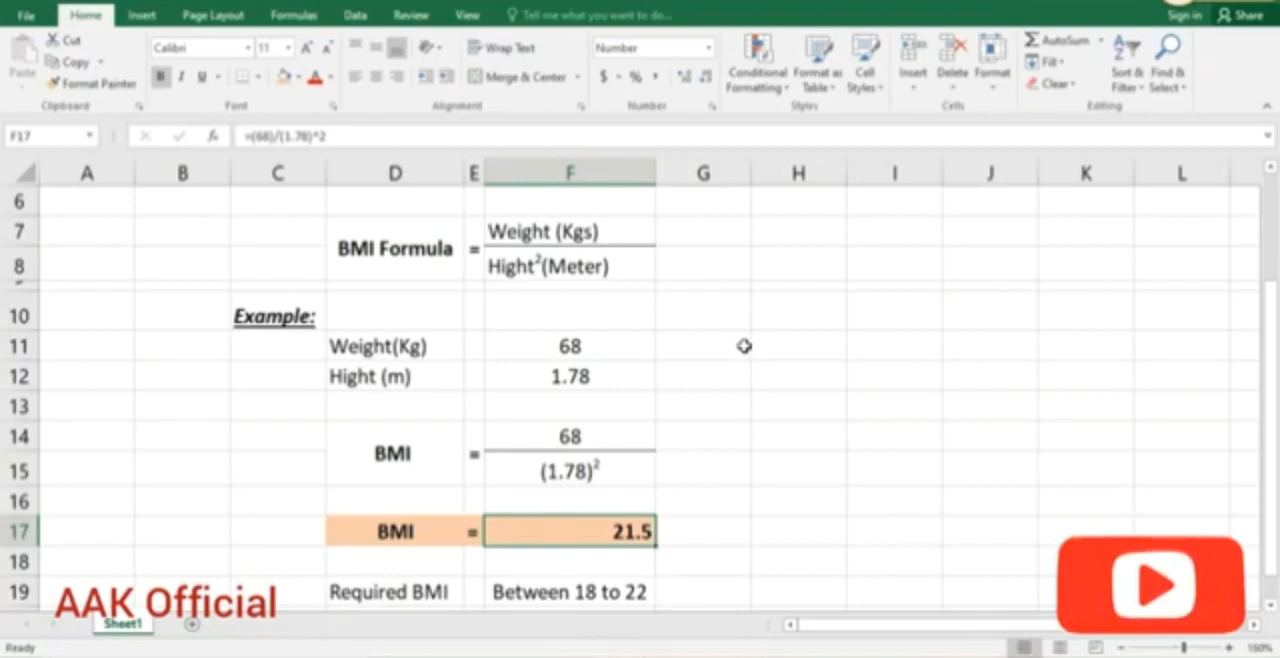 File Home Insert Page Layout Formulas Data Review View Tell me what you want to do... Sign in Share
Cut
Copy
Format Painter
Paste
Calibri 11
B I U
Wrap Text
Merge & Center
Number
$ % ,
Conditional Formatting
Format as Table
Cell Styles
Insert Delete Format
AutoSum
Fill
Clear
Sort & Filter
Find & Select
Clipboard Font Alignment Number Styles Cells Editing
F17 fx =(68)/(1.78)^2
A B C D E F G H I J K L
6
7 Weight (Kgs)
BMI Formula =
8 Hight²(Meter)
10 Example:
11 Weight(Kg) 68
12 Hight (m) 1.78
13
14 68
BMI =
15 (1.78)²
16
17 BMI = 21.5
18
19 Required BMI Between 18 to 22
AAK Official
Sheet1
Ready 160%